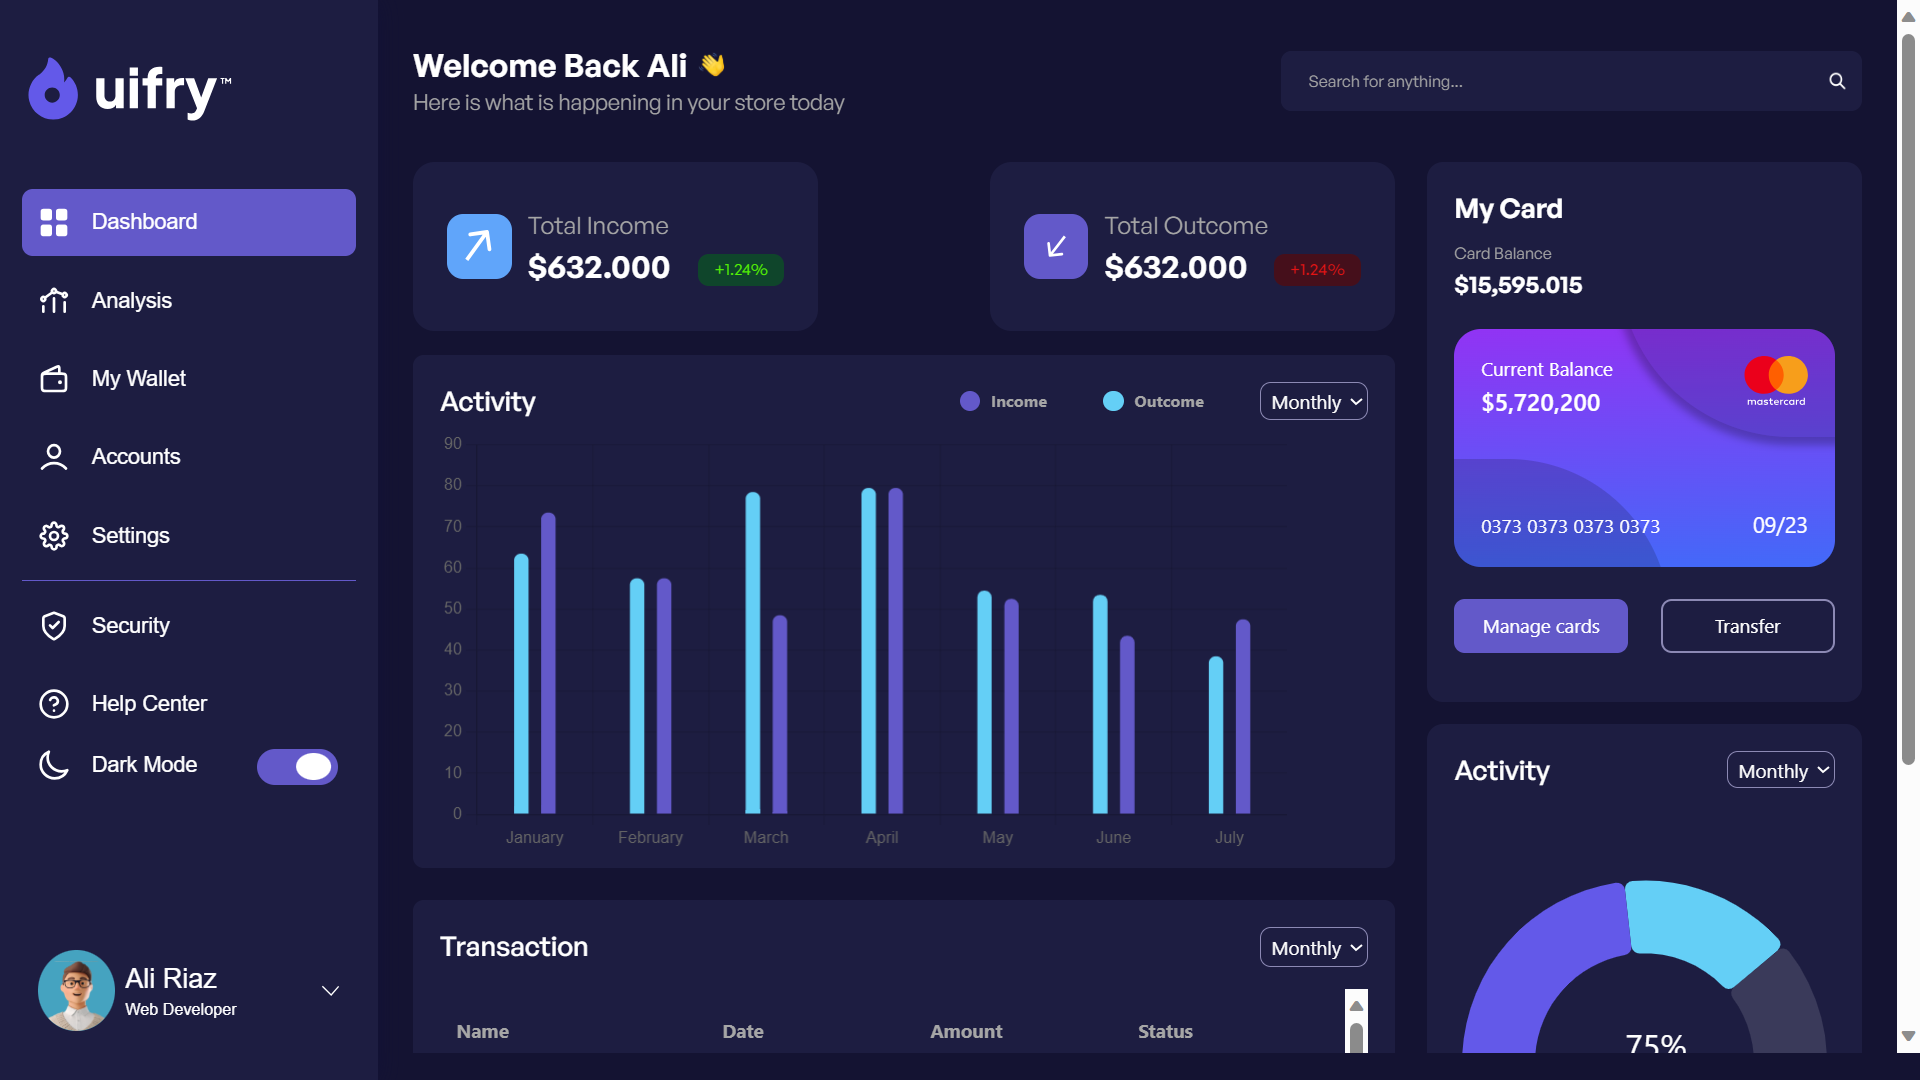 uifry™
Dashboard
Analysis
My Wallet
Accounts
Settings
Security
Help Center
Dark Mode
Ali Riaz
Web Developer
Welcome Back Ali 👋
Here is what is happening in your store today
Search for anything...
Total Income
$632.000
+1.24%
Total Outcome
$632.000
+1.24%
Activity
Income
Outcome
Monthly
90
80
70
60
50
40
30
20
10
0
January
February
March
April
May
June
July
Transaction
Monthly
Name
Date
Amount
Status
My Card
Card Balance
$15,595.015
Current Balance
$5,720,200
mastercard
0373 0373 0373 0373
09/23
Manage cards
Transfer
Activity
Monthly
75%